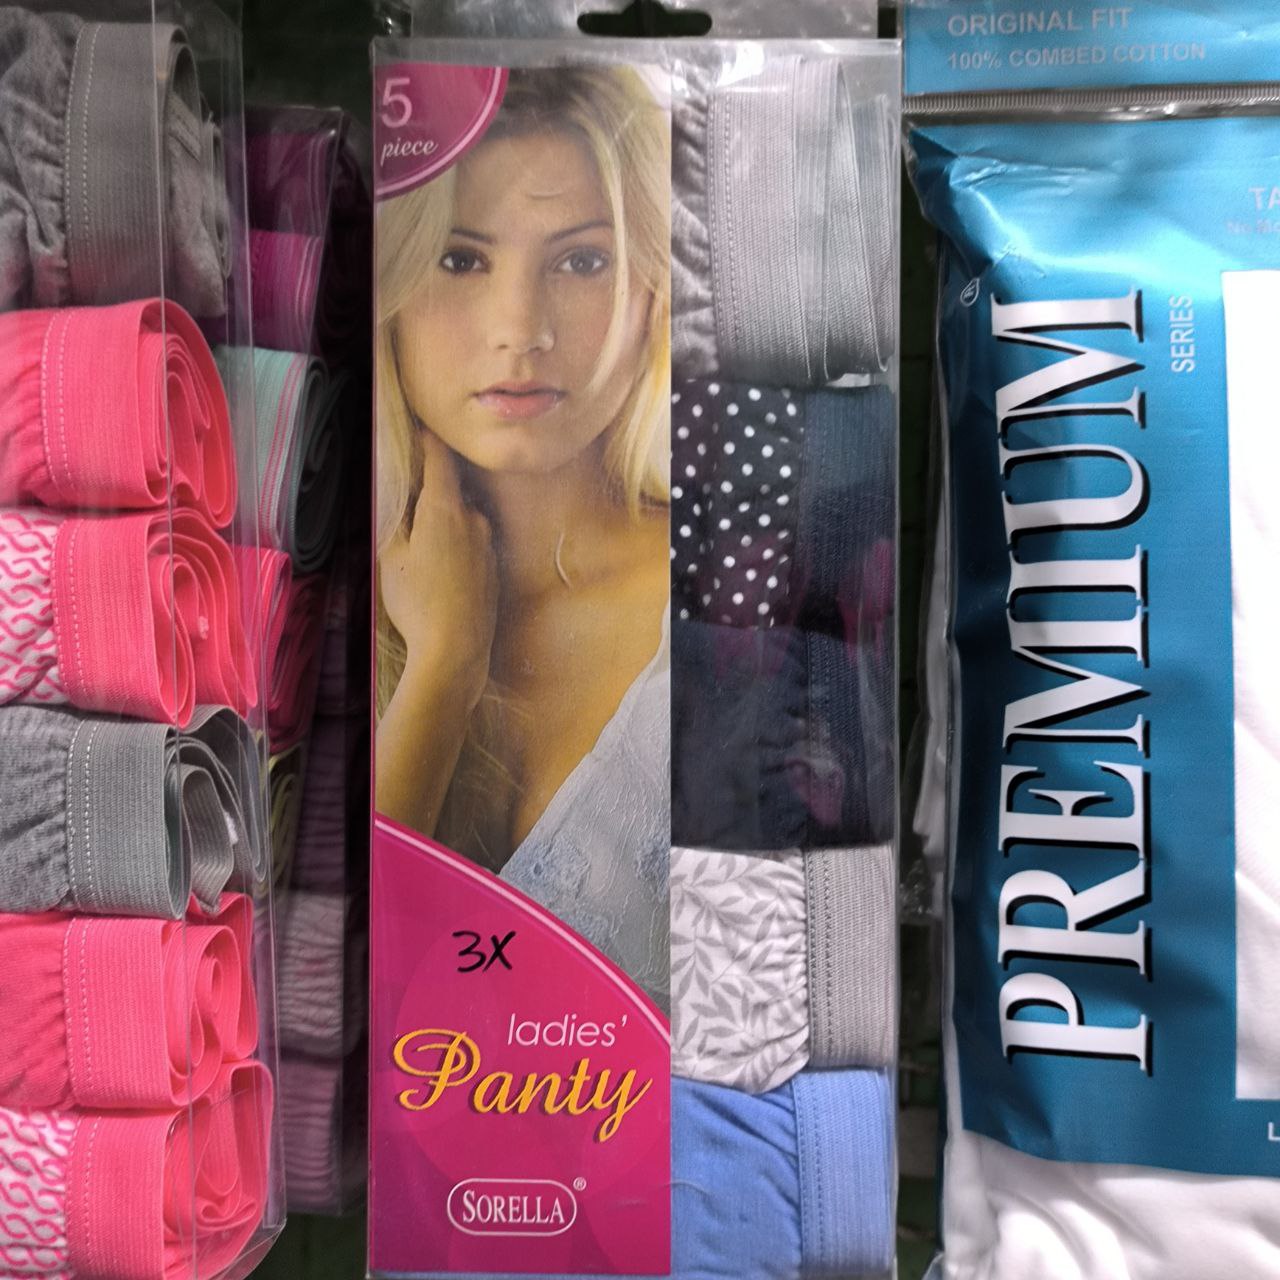 5
piece
3X
ladies'
Panty
SORELLA®
ORIGINAL FIT
100% COMBED COTTON
PREMIUM®
SERIES